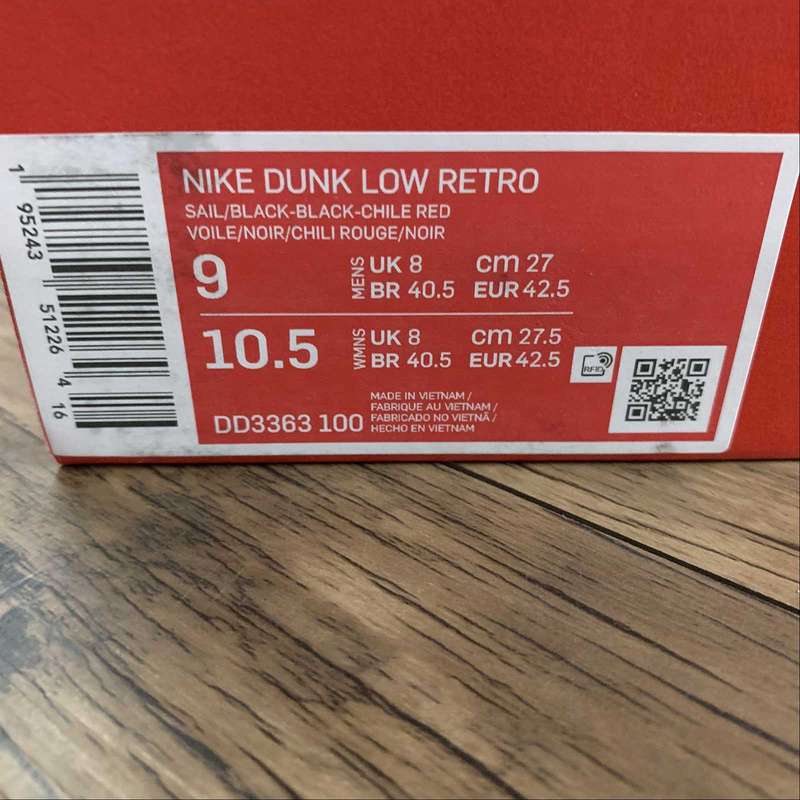 1 95243 51226 4 16
NIKE DUNK LOW RETRO
SAIL/BLACK-BLACK-CHILE RED
VOILE/NOIR/CHILI ROUGE/NOIR
9 MENS UK 8 cm 27
BR 40.5 EUR 42.5
10.5 WMNS UK 8 cm 27.5
BR 40.5 EUR 42.5
RFID
DD3363 100
MADE IN VIETNAM /
FABRIQUE AU VIETNAM /
FABRICADO NO VIETNÃ /
HECHO EN VIETNAM